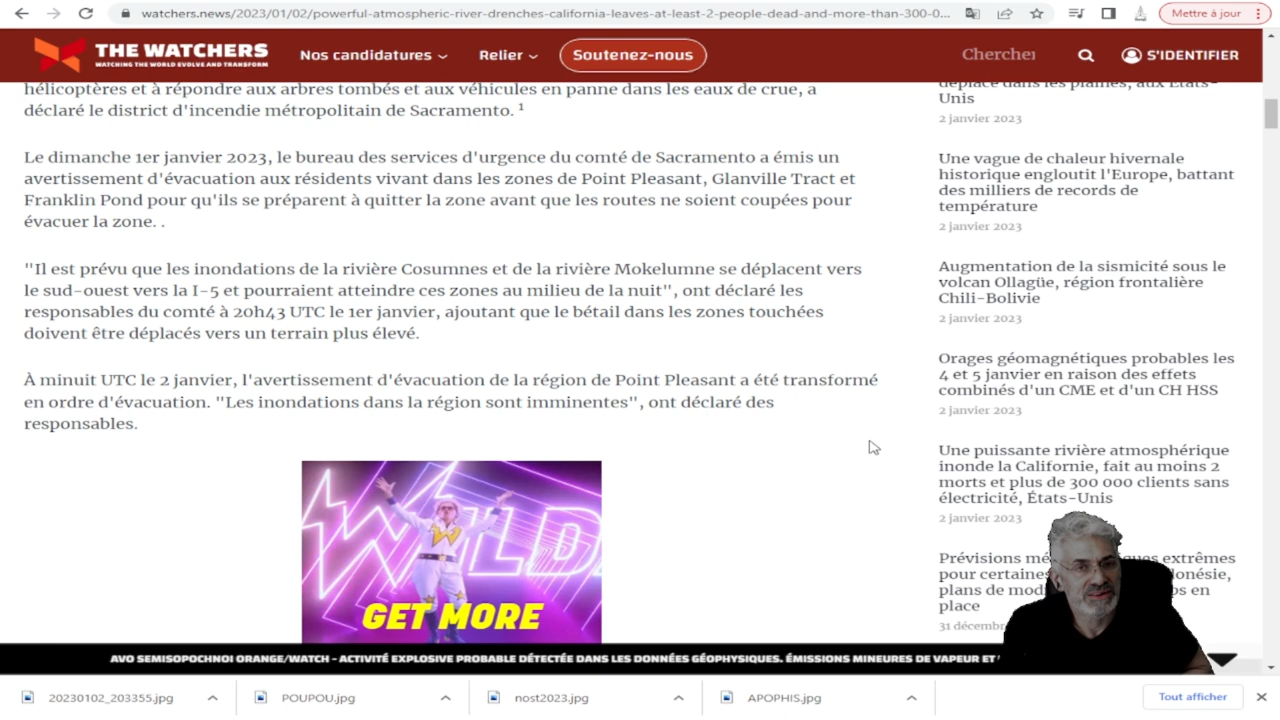 watchers.news/2023/01/02/powerful-atmospheric-river-drenches-california-leaves-at-least-2-people-dead-and-more-than-300-0...
Mettre à jour
THE WATCHERS
WATCHING THE WORLD EVOLVE AND TRANSFORM
Nos candidatures
Relier
Soutenez-nous
Chercher
S'IDENTIFIER
hélicoptères et à répondre aux arbres tombés et aux véhicules en panne dans les eaux de crue, a
déclaré le district d'incendie métropolitain de Sacramento. ¹
Le dimanche 1er janvier 2023, le bureau des services d'urgence du comté de Sacramento a émis un
avertissement d'évacuation aux résidents vivant dans les zones de Point Pleasant, Glanville Tract et
Franklin Pond pour qu'ils se préparent à quitter la zone avant que les routes ne soient coupées pour
évacuer la zone. .
"Il est prévu que les inondations de la rivière Cosumnes et de la rivière Mokelumne se déplacent vers
le sud-ouest vers la I-5 et pourraient atteindre ces zones au milieu de la nuit", ont déclaré les
responsables du comté à 20h43 UTC le 1er janvier, ajoutant que le bétail dans les zones touchées
doivent être déplacés vers un terrain plus élevé.
À minuit UTC le 2 janvier, l'avertissement d'évacuation de la région de Point Pleasant a été transformé
en ordre d'évacuation. "Les inondations dans la région sont imminentes", ont déclaré des
responsables.
WILD
W
GET MORE
déplace dans les plaines, aux États-
Unis
2 janvier 2023
Une vague de chaleur hivernale
historique engloutit l'Europe, battant
des milliers de records de
température
2 janvier 2023
Augmentation de la sismicité sous le
volcan Ollagüe, région frontalière
Chili-Bolivie
2 janvier 2023
Orages géomagnétiques probables les
4 et 5 janvier en raison des effets
combinés d'un CME et d'un CH HSS
2 janvier 2023
Une puissante rivière atmosphérique
inonde la Californie, fait au moins 2
morts et plus de 300 000 clients sans
électricité, États-Unis
2 janvier 2023
Prévisions extrêmes
pour certaines
plans de en
place
31
AVO SEMISOPOCHNOI ORANGE/WATCH - ACTIVITÉ EXPLOSIVE PROBABLE DÉTECTÉE DANS LES DONNÉES GÉOPHYSIQUES. ÉMISSIONS MINEURES DE VAPEUR ET
20230102_203355.jpg
POUPOU.jpg
nost2023.jpg
APOPHIS.jpg
Tout afficher